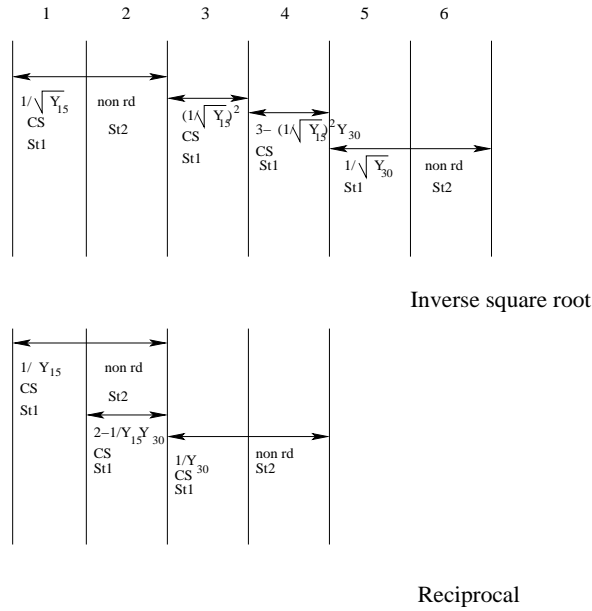 1 2 3 4 5 6
1/√Y15 non rd (1/√Y15)² 3− (1/√Y15)²Y30
CS St2 CS CS
St1 St1 St1
1/√Y30 non rd
St1 St2
Inverse square root
1/ Y15 non rd
CS St2
St1
2−1/Y15Y30
CS
St1
1/Y30 non rd
CS St2
St1
Reciprocal